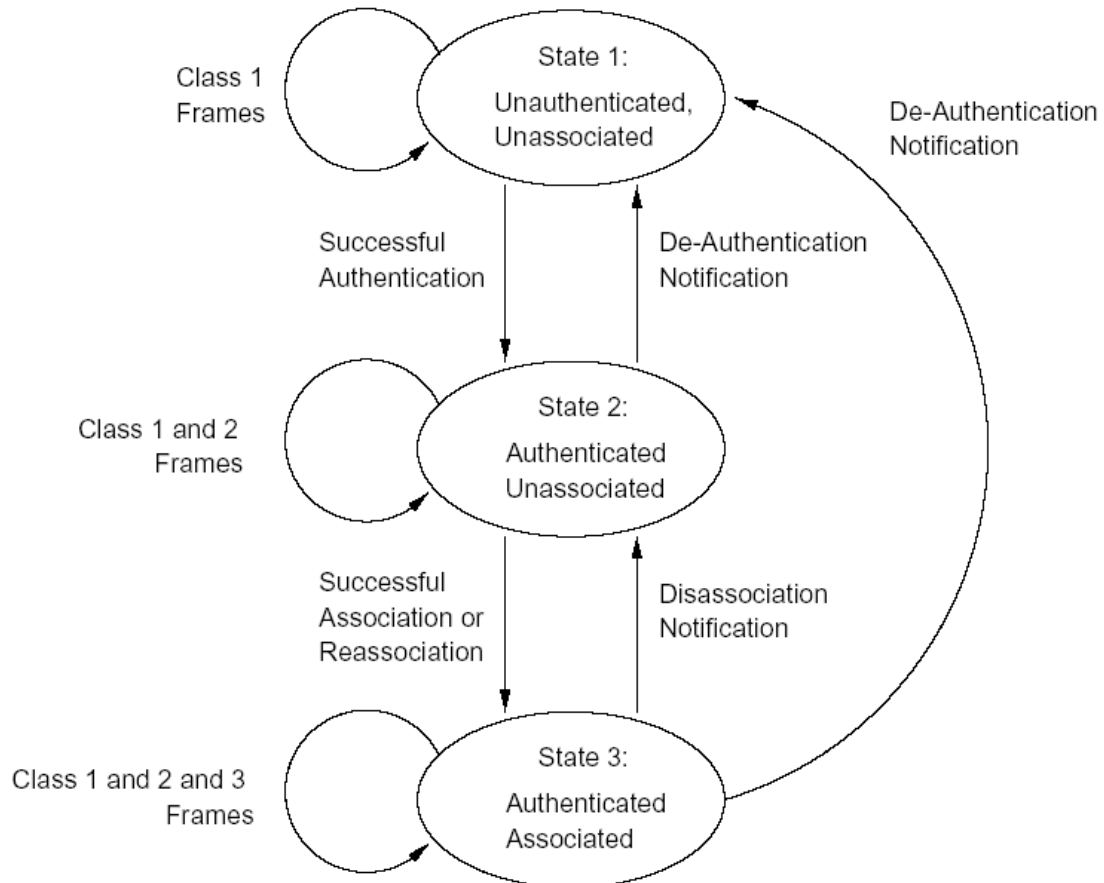 State 1:
Unauthenticated,
Unassociated
Class 1
Frames
De-Authentication
Notification
Successful
Authentication
De-Authentication
Notification
State 2:
Authenticated
Unassociated
Class 1 and 2
Frames
Successful
Association or
Reassociation
Disassociation
Notification
State 3:
Authenticated
Associated
Class 1 and 2 and 3
Frames